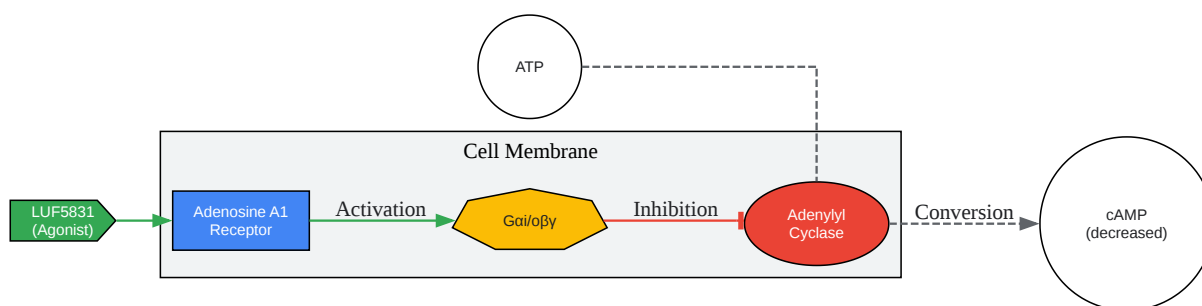 ATP
Cell Membrane
LUF5831
(Agonist)
Adenosine A1
Receptor
Activation
Gαi/oβγ
Inhibition
Adenylyl
Cyclase
Conversion
cAMP
(decreased)